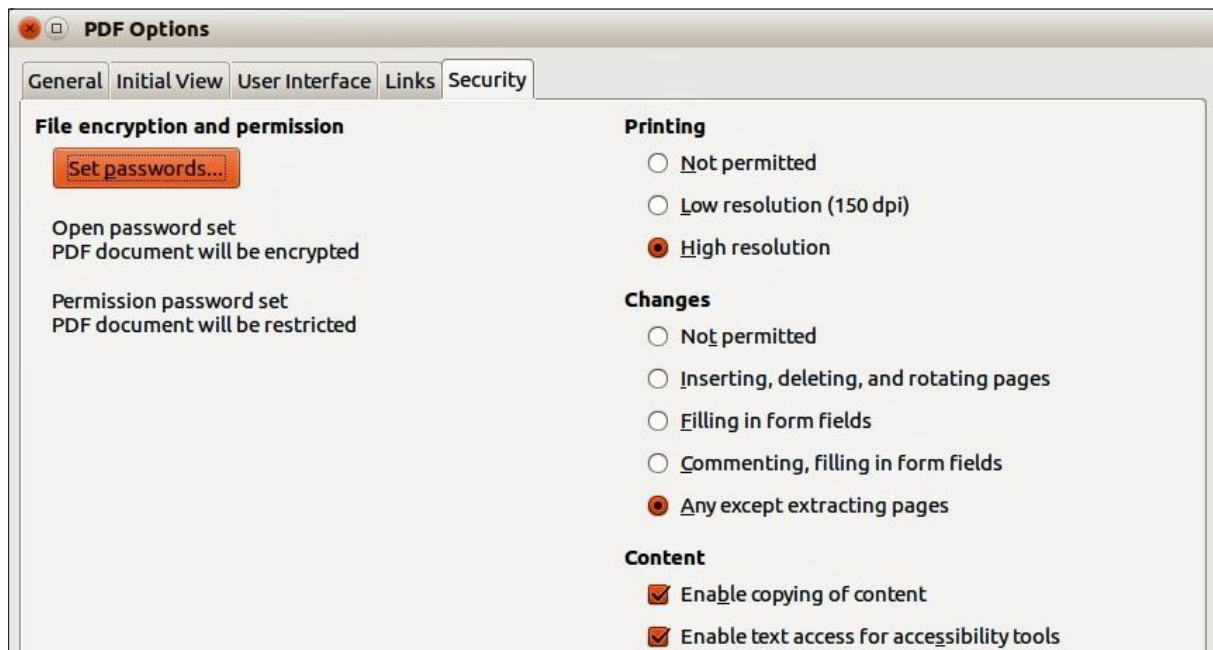 PDF Options
General Initial View User Interface Links Security
File encryption and permission
Set passwords...
Open password set
PDF document will be encrypted
Permission password set
PDF document will be restricted
Printing
Not permitted
Low resolution (150 dpi)
High resolution
Changes
Not permitted
Inserting, deleting, and rotating pages
Filling in form fields
Commenting, filling in form fields
Any except extracting pages
Content
Enable copying of content
Enable text access for accessibility tools